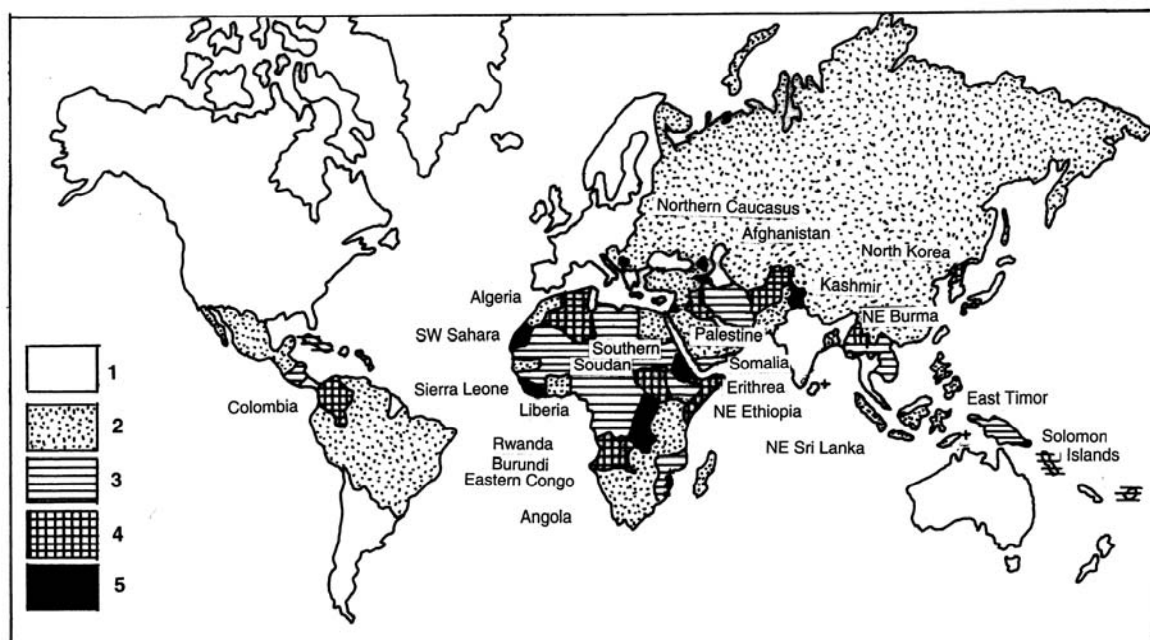 Northern Caucasus
Afghanistan
North Korea
Kashmir
Algeria
NE Burma
SW Sahara
Palestine
Southern
Soudan
Somalia
1
Sierra Leone
Erithrea
Colombia
Liberia
NE Ethiopia
East Timor
2
Rwanda
NE Sri Lanka
Solomon
Islands
Burundi
Eastern Congo
3
Angola
4
5